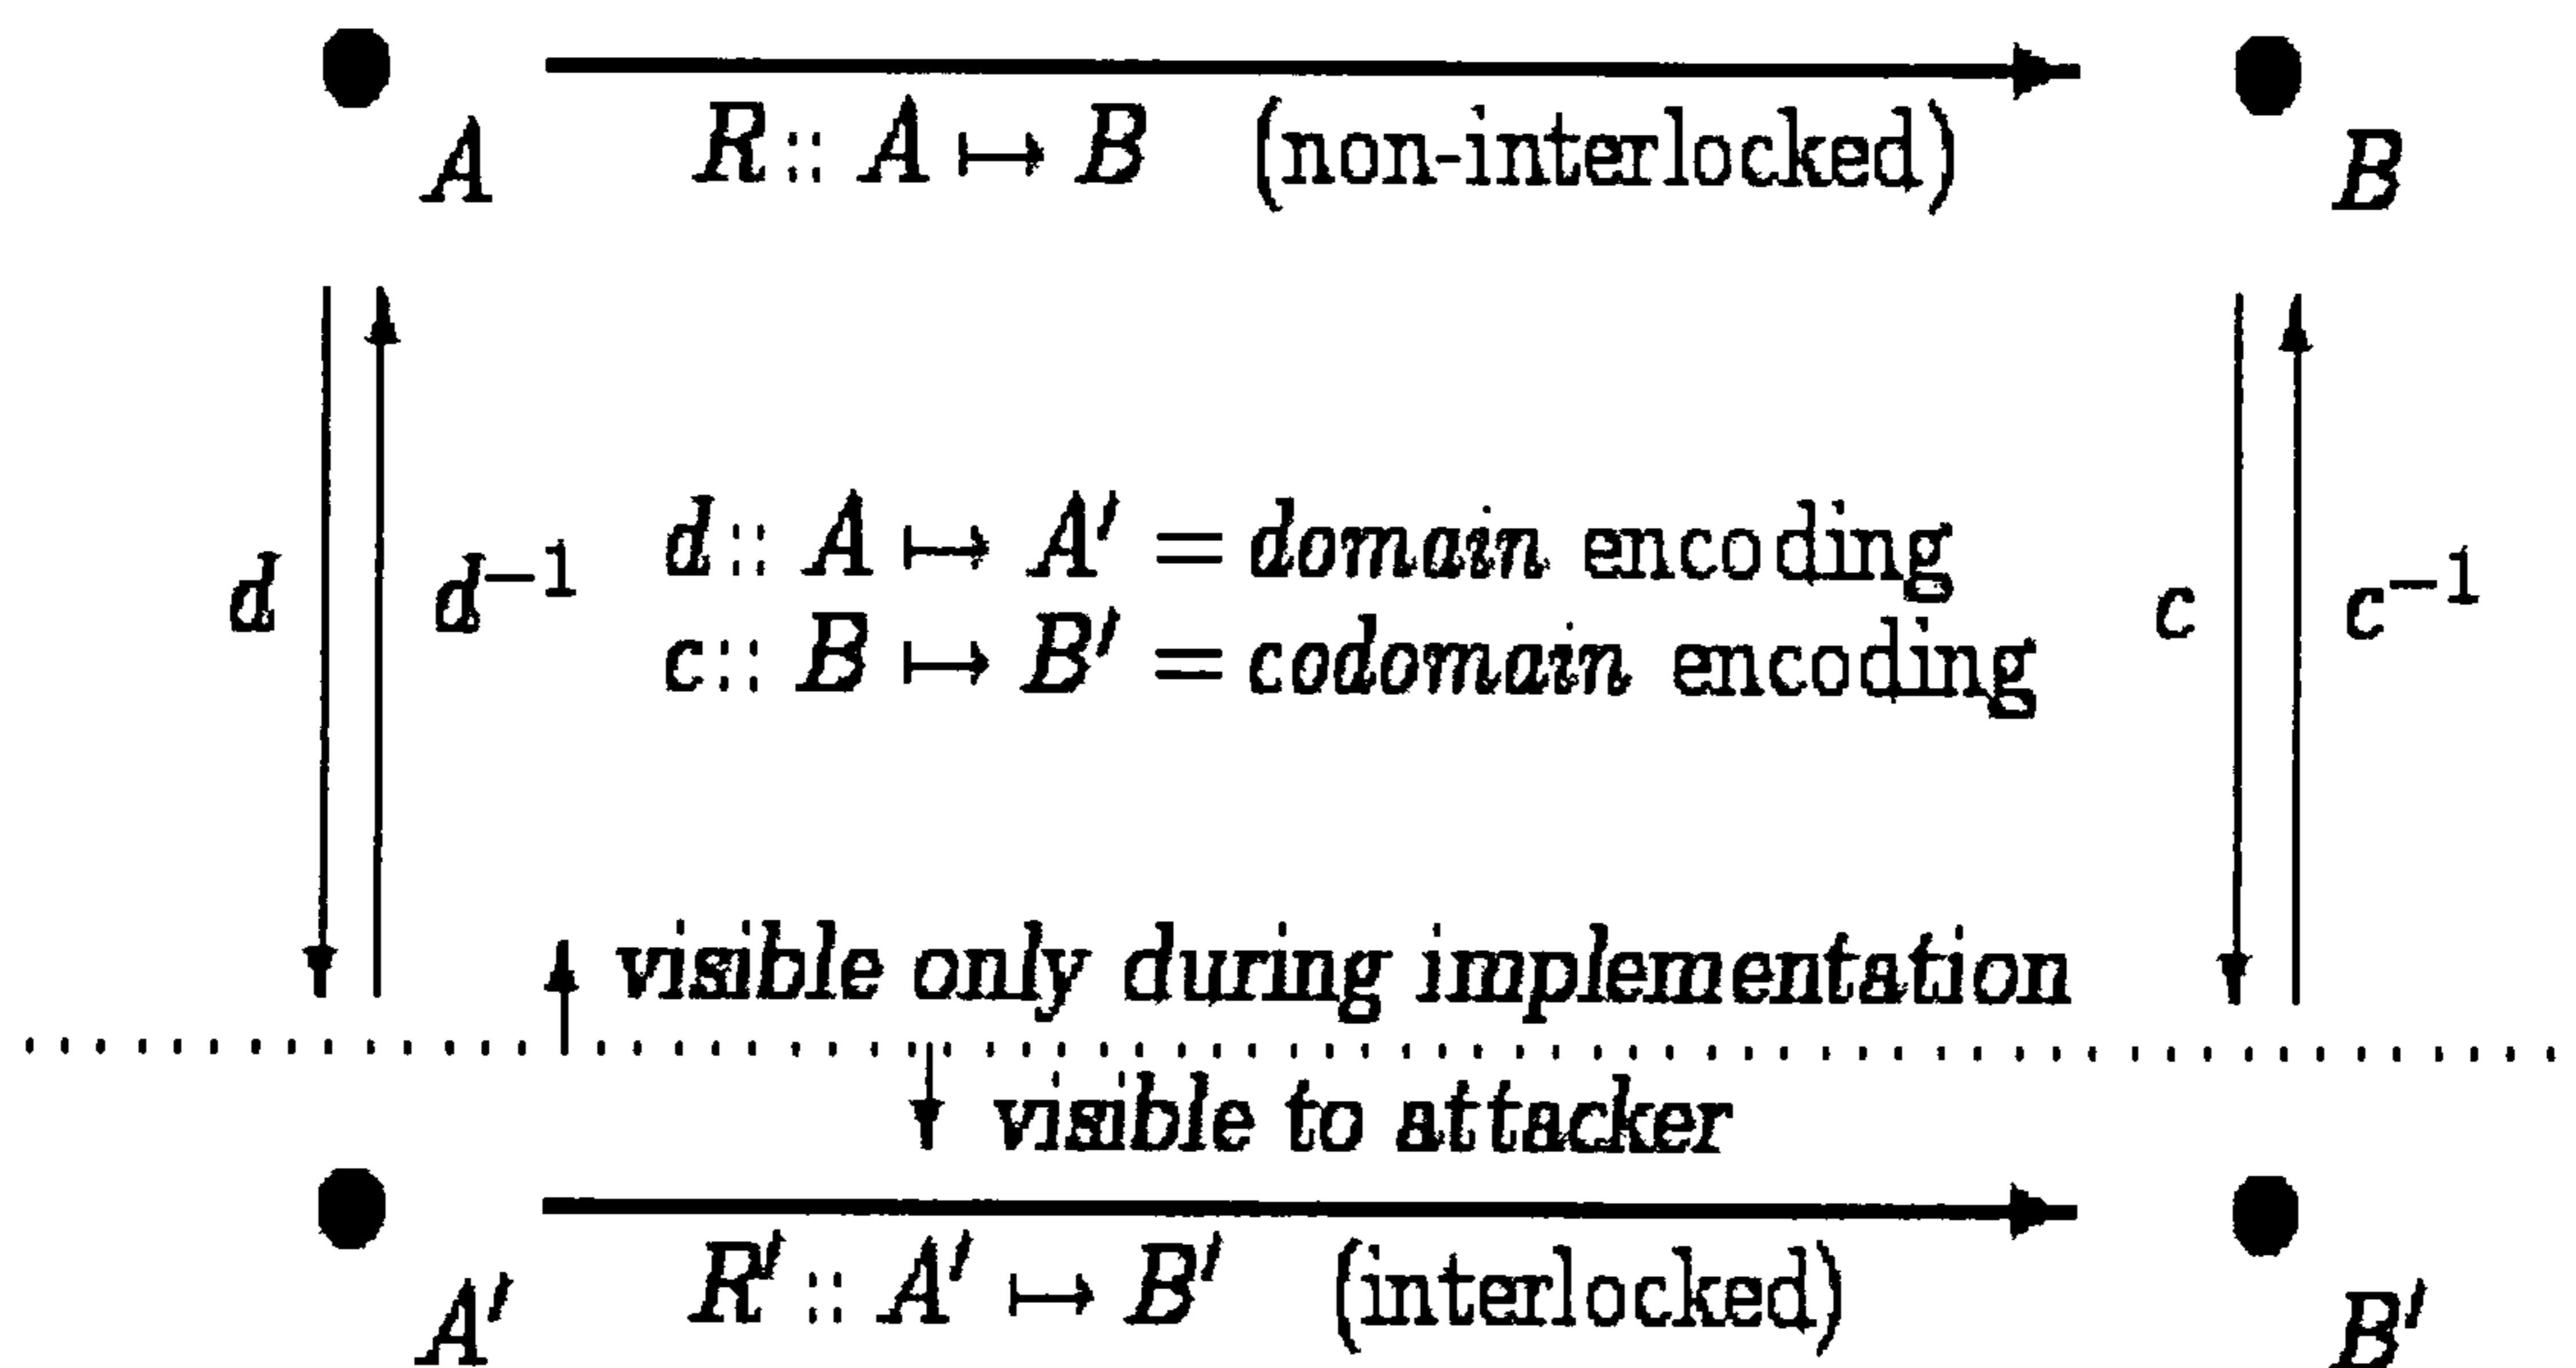 A
R :: A ↦ B (non-interlocked)
B
d
d⁻¹
d :: A ↦ A′ = domain encoding
c :: B ↦ B′ = codomain encoding
c
c⁻¹
visible only during implementation
visible to attacker
A′
R′ :: A′ ↦ B′ (interlocked)
B′